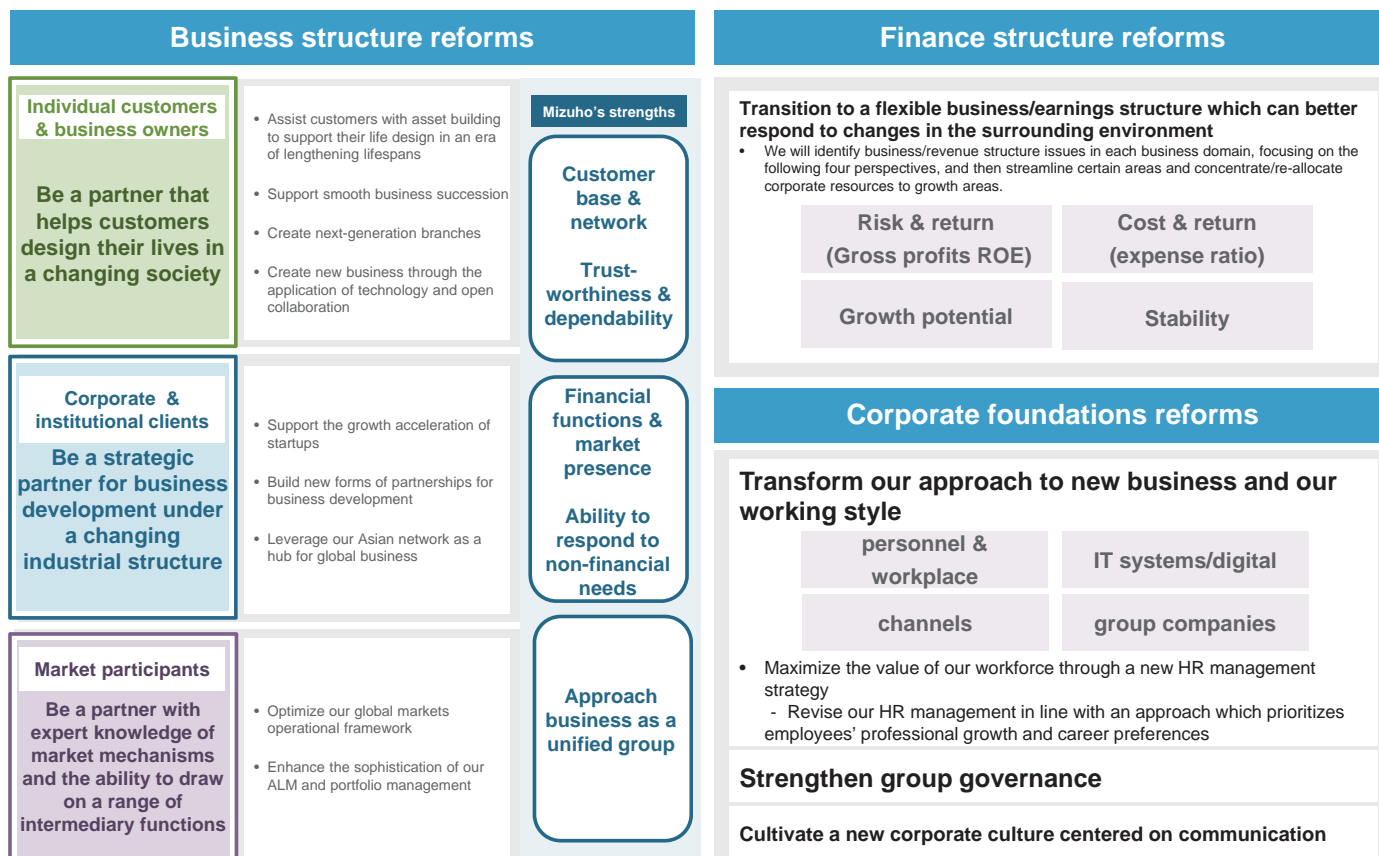 Business structure reforms
Individual customers
& business owners
Be a partner that
helps customers
design their lives in
a changing society
• Assist customers with asset building
to support their life design in an era
of lengthening lifespans
• Support smooth business succession
• Create next-generation branches
• Create new business through the
application of technology and open
collaboration
Corporate &
institutional clients
Be a strategic
partner for business
development under
a changing
industrial structure
• Support the growth acceleration of
startups
• Build new forms of partnerships for
business development
• Leverage our Asian network as a
hub for global business
Market participants
Be a partner with
expert knowledge of
market mechanisms
and the ability to draw
on a range of
intermediary functions
• Optimize our global markets
operational framework
• Enhance the sophistication of our
ALM and portfolio management
Mizuho's strengths
Customer
base &
network
Trust-
worthiness &
dependability
Financial
functions &
market
presence
Ability to
respond to
non-financial
needs
Approach
business as a
unified group
Finance structure reforms
Transition to a flexible business/earnings structure which can better
respond to changes in the surrounding environment
• We will identify business/revenue structure issues in each business domain, focusing on the
following four perspectives, and then streamline certain areas and concentrate/re-allocate
corporate resources to growth areas.
Risk & return
(Gross profits ROE)
Cost & return
(expense ratio)
Growth potential
Stability
Corporate foundations reforms
Transform our approach to new business and our
working style
personnel &
workplace
IT systems/digital
channels
group companies
• Maximize the value of our workforce through a new HR management
strategy
- Revise our HR management in line with an approach which prioritizes
employees' professional growth and career preferences
Strengthen group governance
Cultivate a new corporate culture centered on communication